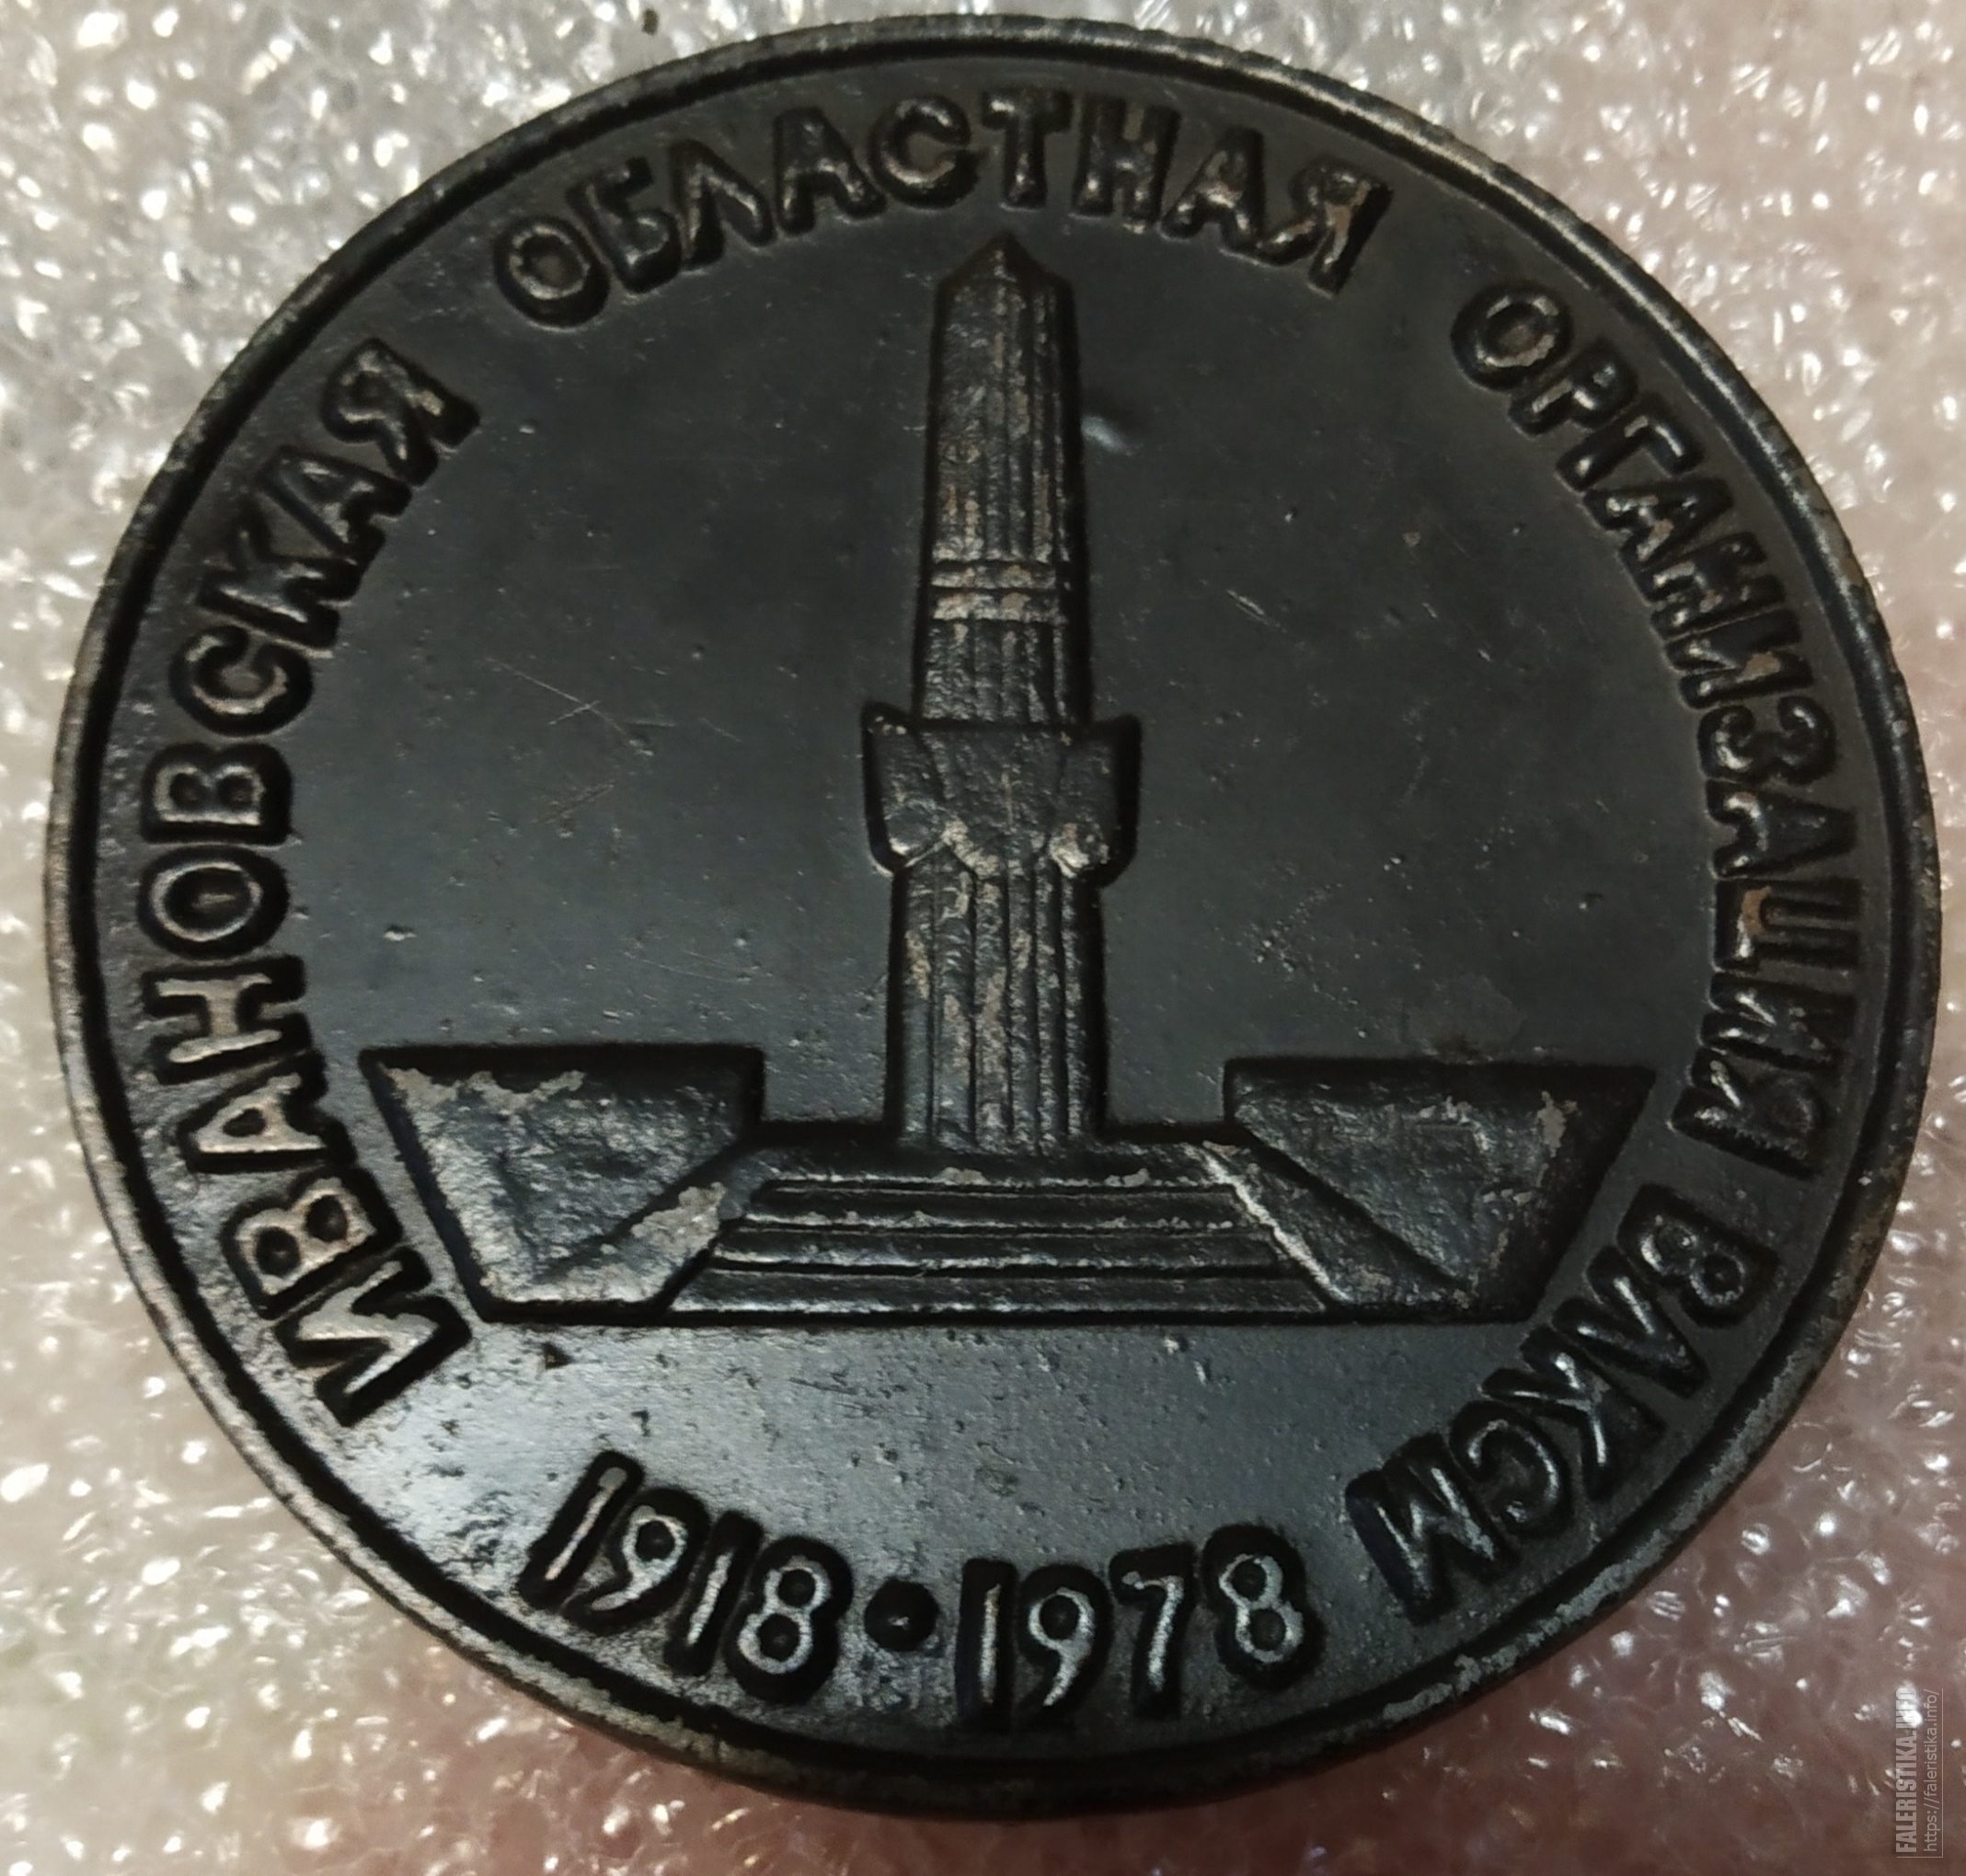 ИВАНОВСКАЯ ОБЛАСТНАЯ ОРГАНИЗАЦИЯ ВЛКСМ
1918 • 1978
FALERISTIKA.INFO
https://faleristika.info/